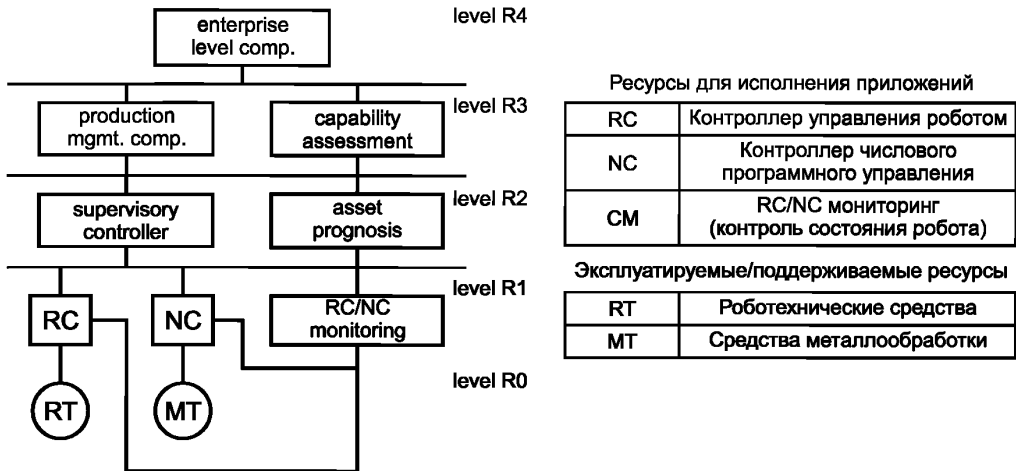 enterprise
level comp.
level R4
production
mgmt. comp.
capability
assessment
level R3
supervisory
controller
asset
prognosis
level R2
RC
NC
RC/NC
monitoring
level R1
RT
MT
level R0
Ресурсы для исполнения приложений
RC Контроллер управления роботом
NC Контроллер числового
программного управления
CM RC/NC мониторинг
(контроль состояния робота)
Эксплуатируемые/поддерживаемые ресурсы
RT Роботехнические средства
MT Средства металлообработки